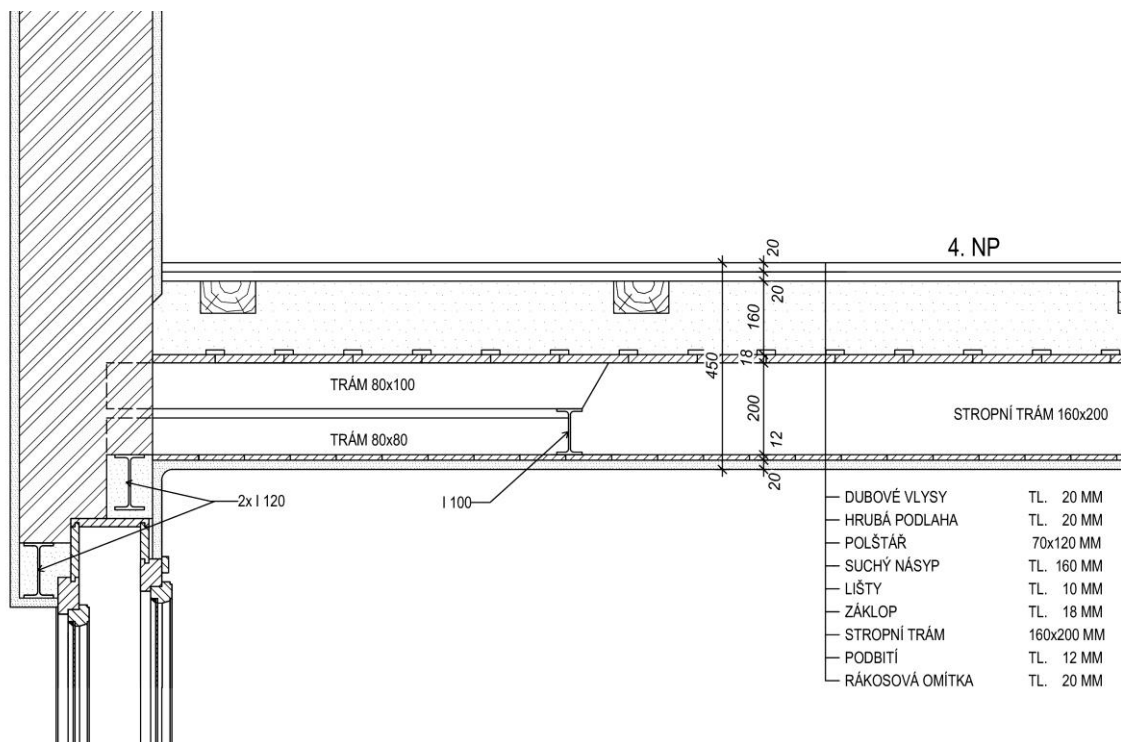 4. NP
20
20
160
18
450
200
12
20
TRÁM 80x100
STROPNÍ TRÁM 160x200
TRÁM 80x80
2x I 120
I 100
DUBOVÉ VLYSY TL. 20 MM
HRUBÁ PODLAHA TL. 20 MM
POLŠTÁŘ 70x120 MM
SUCHÝ NÁSYP TL. 160 MM
LIŠTY TL. 10 MM
ZÁKLOP TL. 18 MM
STROPNÍ TRÁM 160x200 MM
PODBITÍ TL. 12 MM
RÁKOSOVÁ OMÍTKA TL. 20 MM